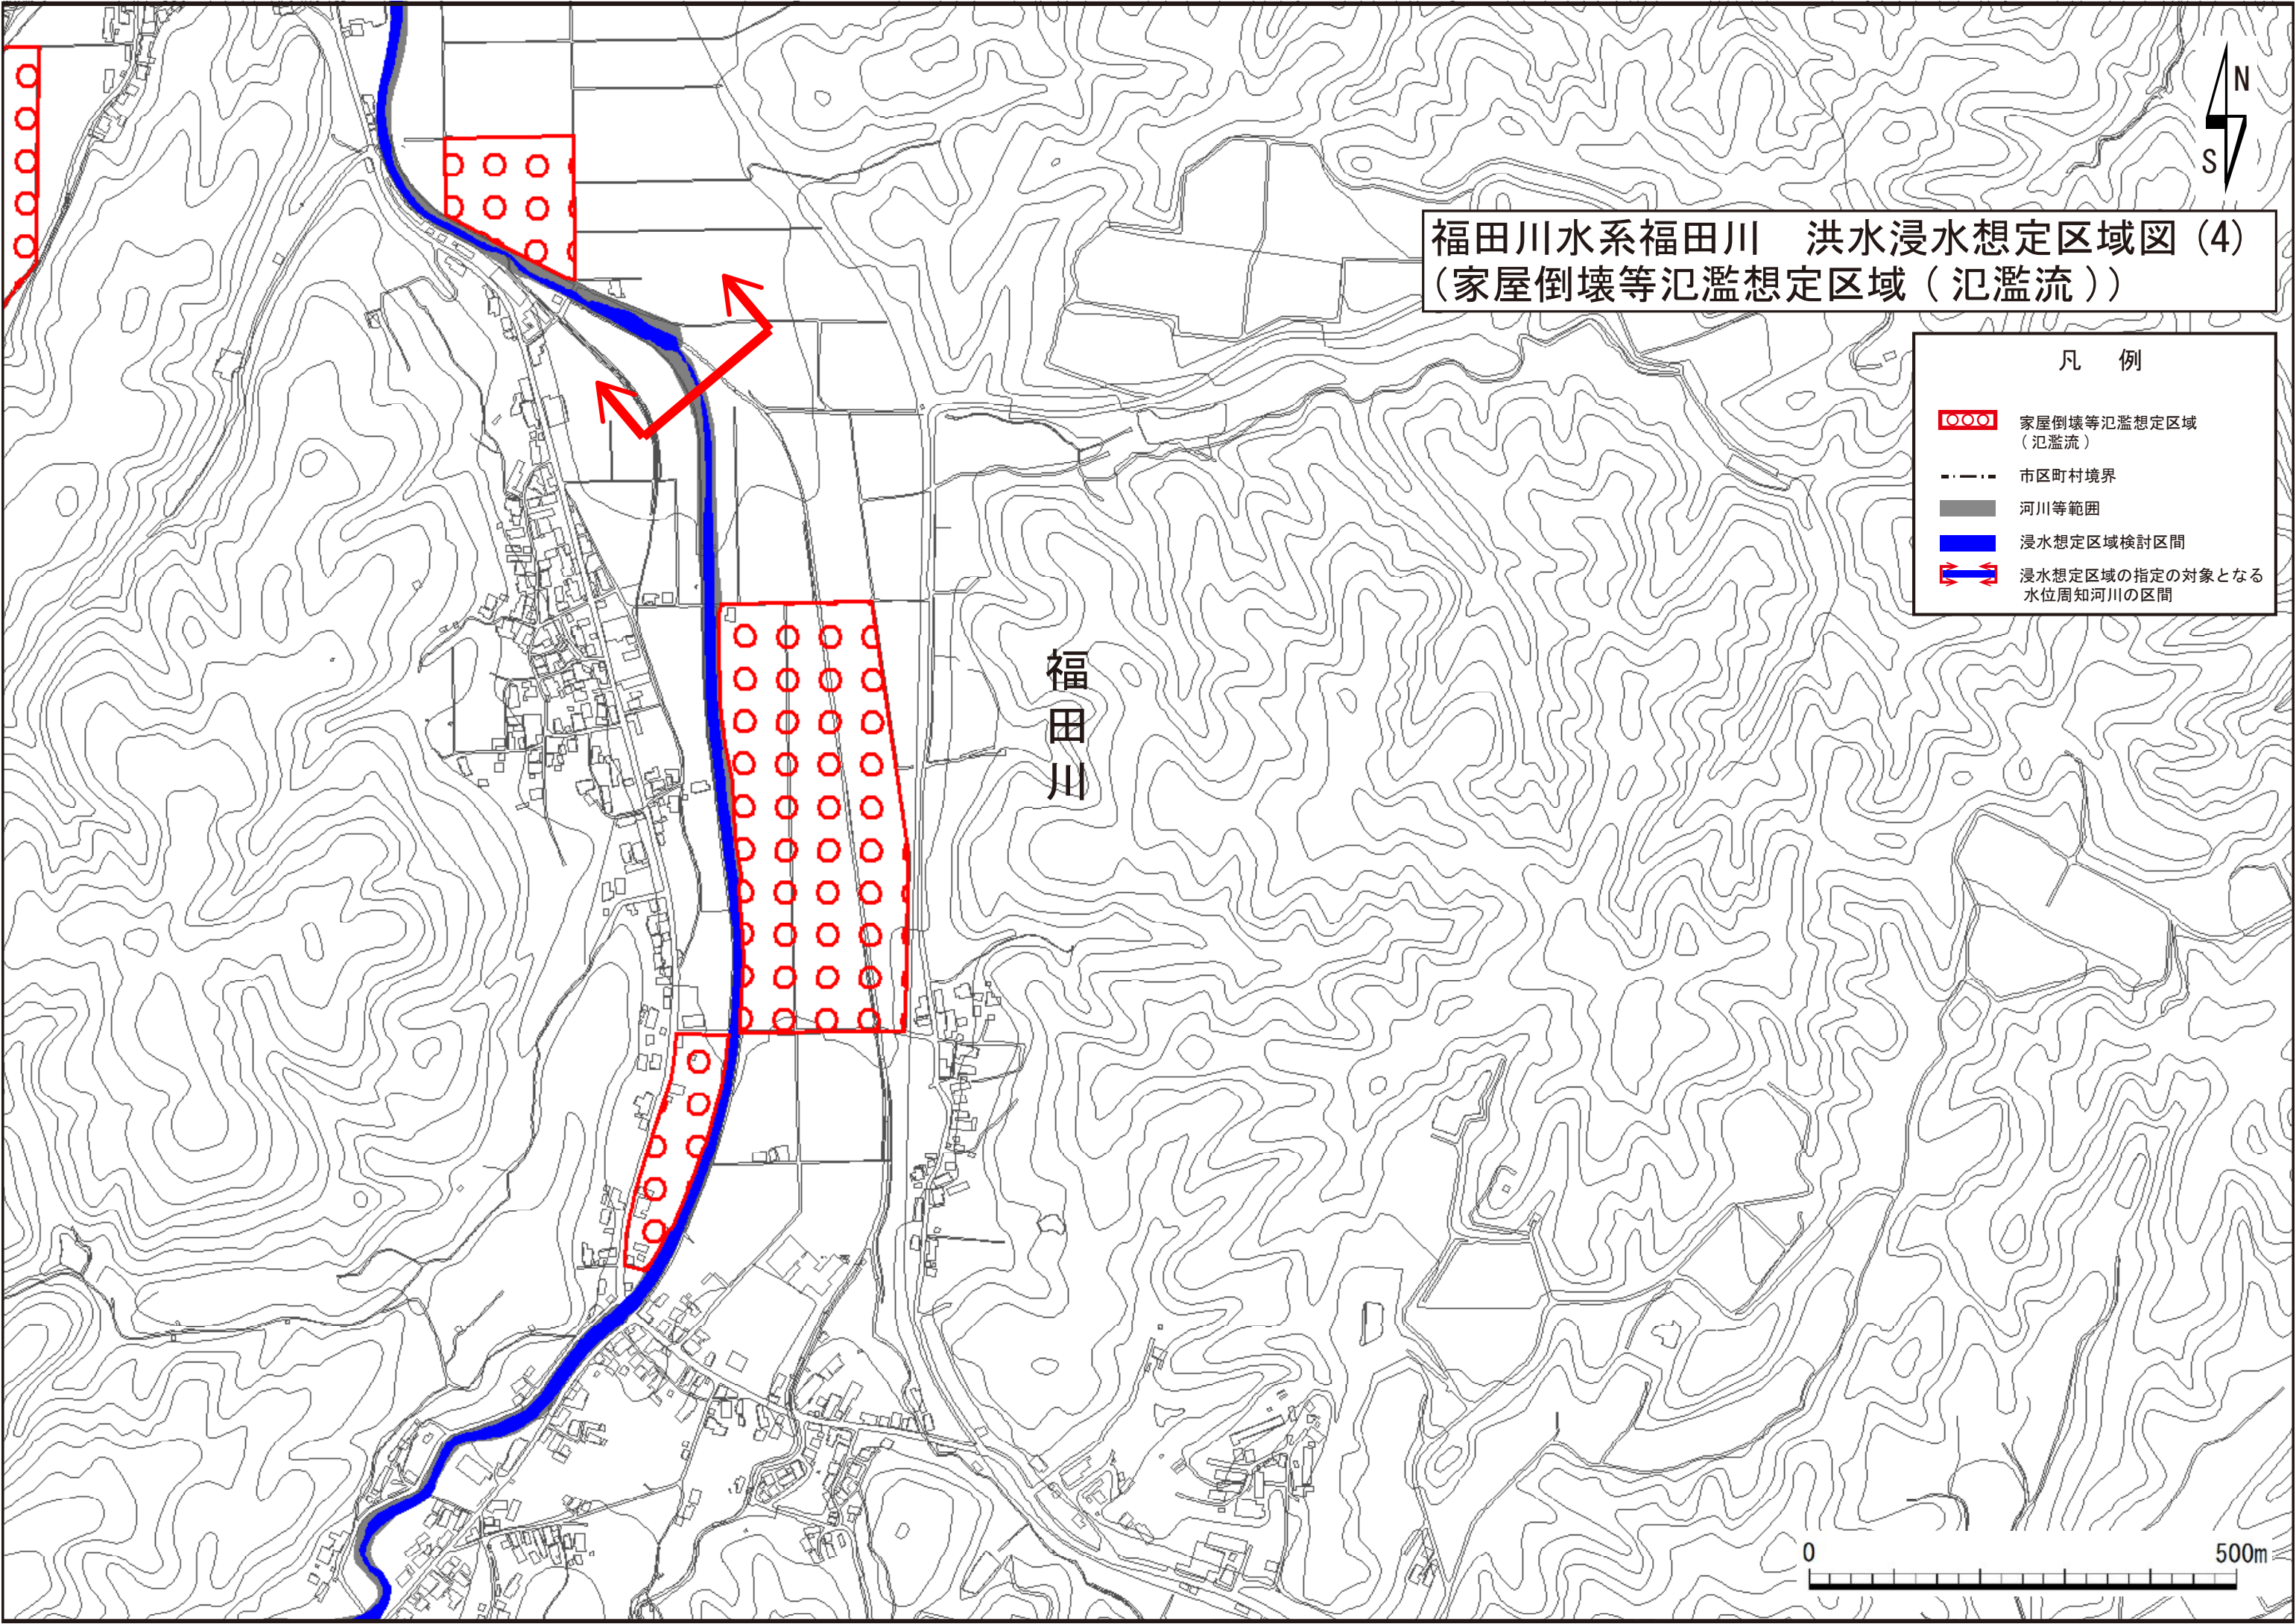 N
S
福田川水系福田川　洪水浸水想定区域図（4）
（家屋倒壊等氾濫想定区域（氾濫流））
凡　例
家屋倒壊等氾濫想定区域
（氾濫流）
市区町村境界
河川等範囲
浸水想定区域検討区間
浸水想定区域の指定の対象となる
水位周知河川の区間
福田川
0 500m